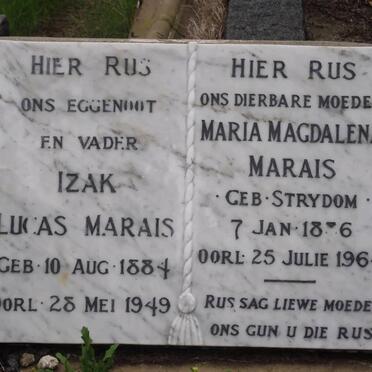 HIER RUS
ONS EGGENOOT
EN VADER
IZAK
LUCAS MARAIS
GEB·10 AUG·1884
OORL·28 MEI 1949
HIER RUS
ONS DIERBARE MOEDE
MARIA MAGDALENA
MARAIS
· GEB·STRYDOM ·
7 JAN·
OORL·25 JULIE 196
RUS SAG LIEWE MOEDE
ONS GUN U DIE RUS